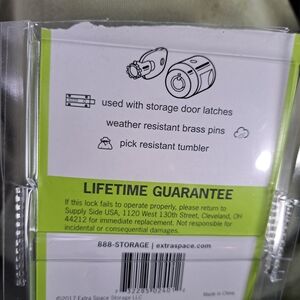 used with storage door latches
weather resistant brass pins
pick resistant tumbler
LIFETIME GUARANTEE
If this lock fails to operate properly, please return to
Supply Side USA, 1120 West 130th Street, Cleveland, OH
44212 for immediate replacement. Not responsible for
incidental or consequential damages.
888-STORAGE | extraspace.com
©2017 Extra Space Storage LLC
Made in China